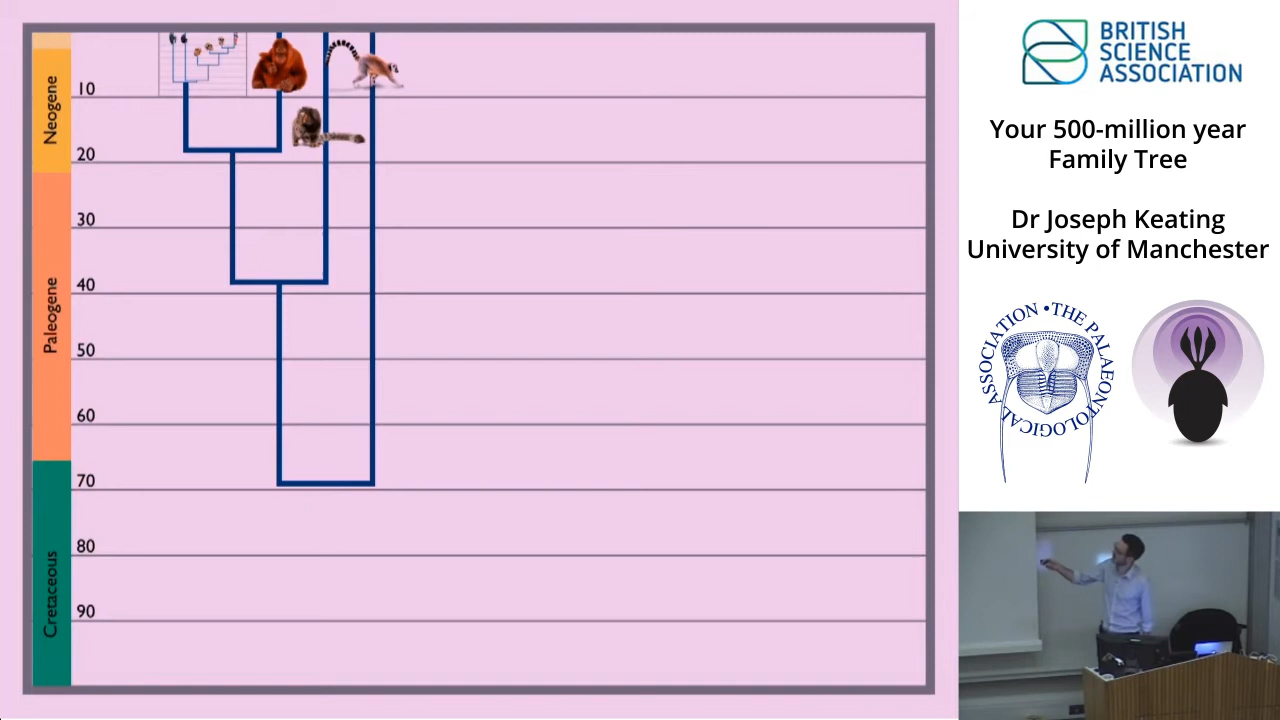 Neogene
Paleogene
Cretaceous
10
20
30
40
50
60
70
80
90
BRITISH
SCIENCE
ASSOCIATION
Your 500-million year
Family Tree
Dr Joseph Keating
University of Manchester
THE PALAEONTOLOGICAL ASSOCIATION •